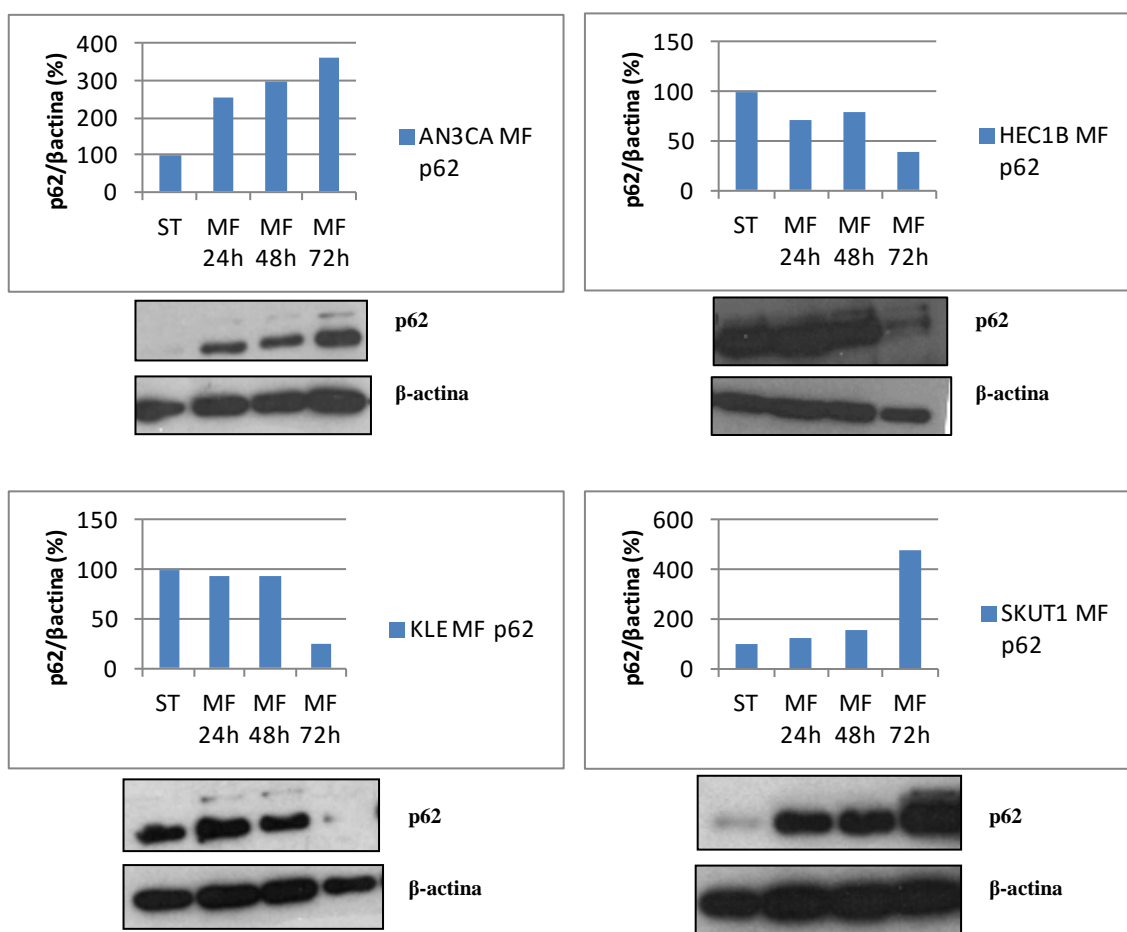 p62/βactina (%)
400
300
200
100
0
ST
MF
24h
MF
48h
MF
72h
AN3CA MF
p62
p62
β-actina
p62/βactina (%)
150
100
50
0
ST
MF
24h
MF
48h
MF
72h
HEC1B MF
p62
p62
β-actina
p62/βactina (%)
150
100
50
0
ST
MF
24h
MF
48h
MF
72h
KLE MF p62
p62
β-actina
p62/βactina (%)
600
400
200
0
ST
MF
24h
MF
48h
MF
72h
SKUT1 MF
p62
p62
β-actina